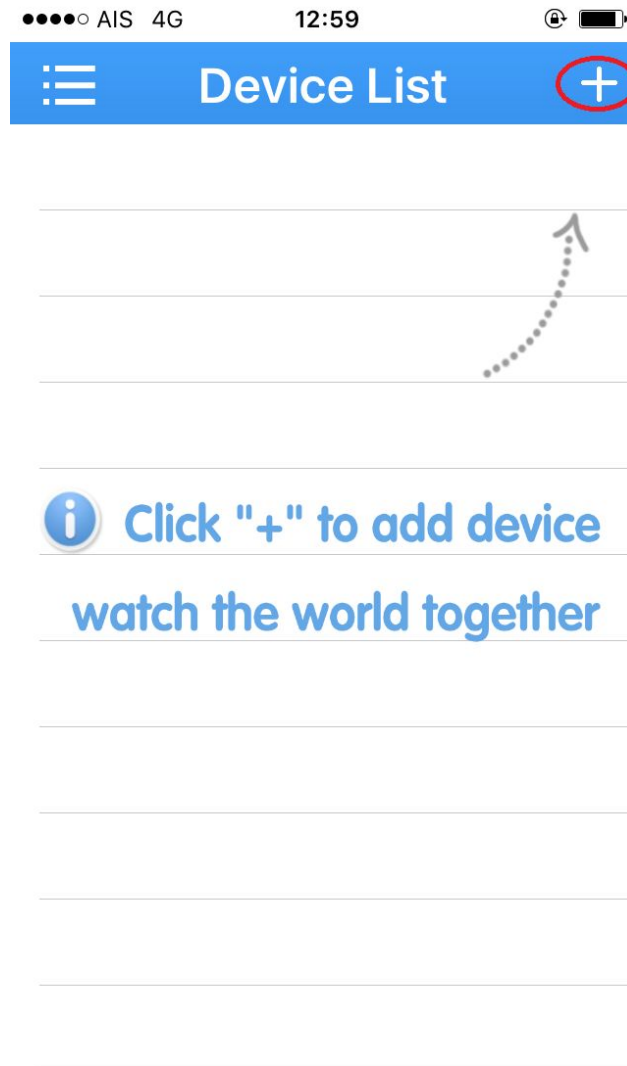 AIS 4G 12:59
Device List
Click "+" to add device
watch the world together